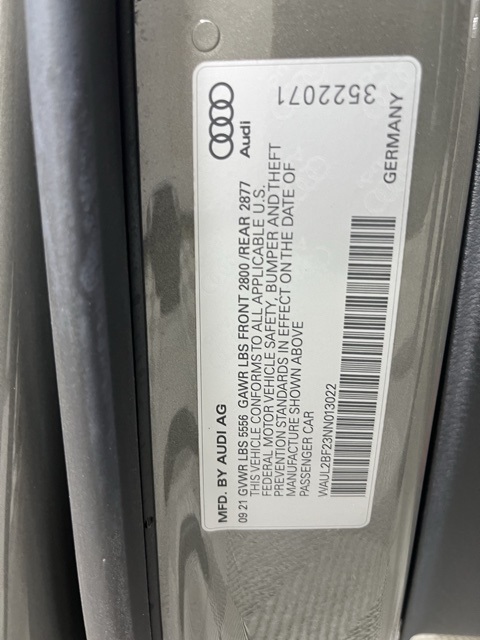 MFD. BY AUDI AG
Audi
09 21 GVWR LBS 5556 GAWR LBS FRONT 2800 /REAR 2877
THIS VEHICLE CONFORMS TO ALL APPLICABLE U.S.
FEDERAL MOTOR VEHICLE SAFETY, BUMPER AND THEFT
PREVENTION STANDARDS IN EFFECT ON THE DATE OF
MANUFACTURE SHOWN ABOVE
PASSENGER CAR
WAUL2BF23NN013022
GERMANY
3522071